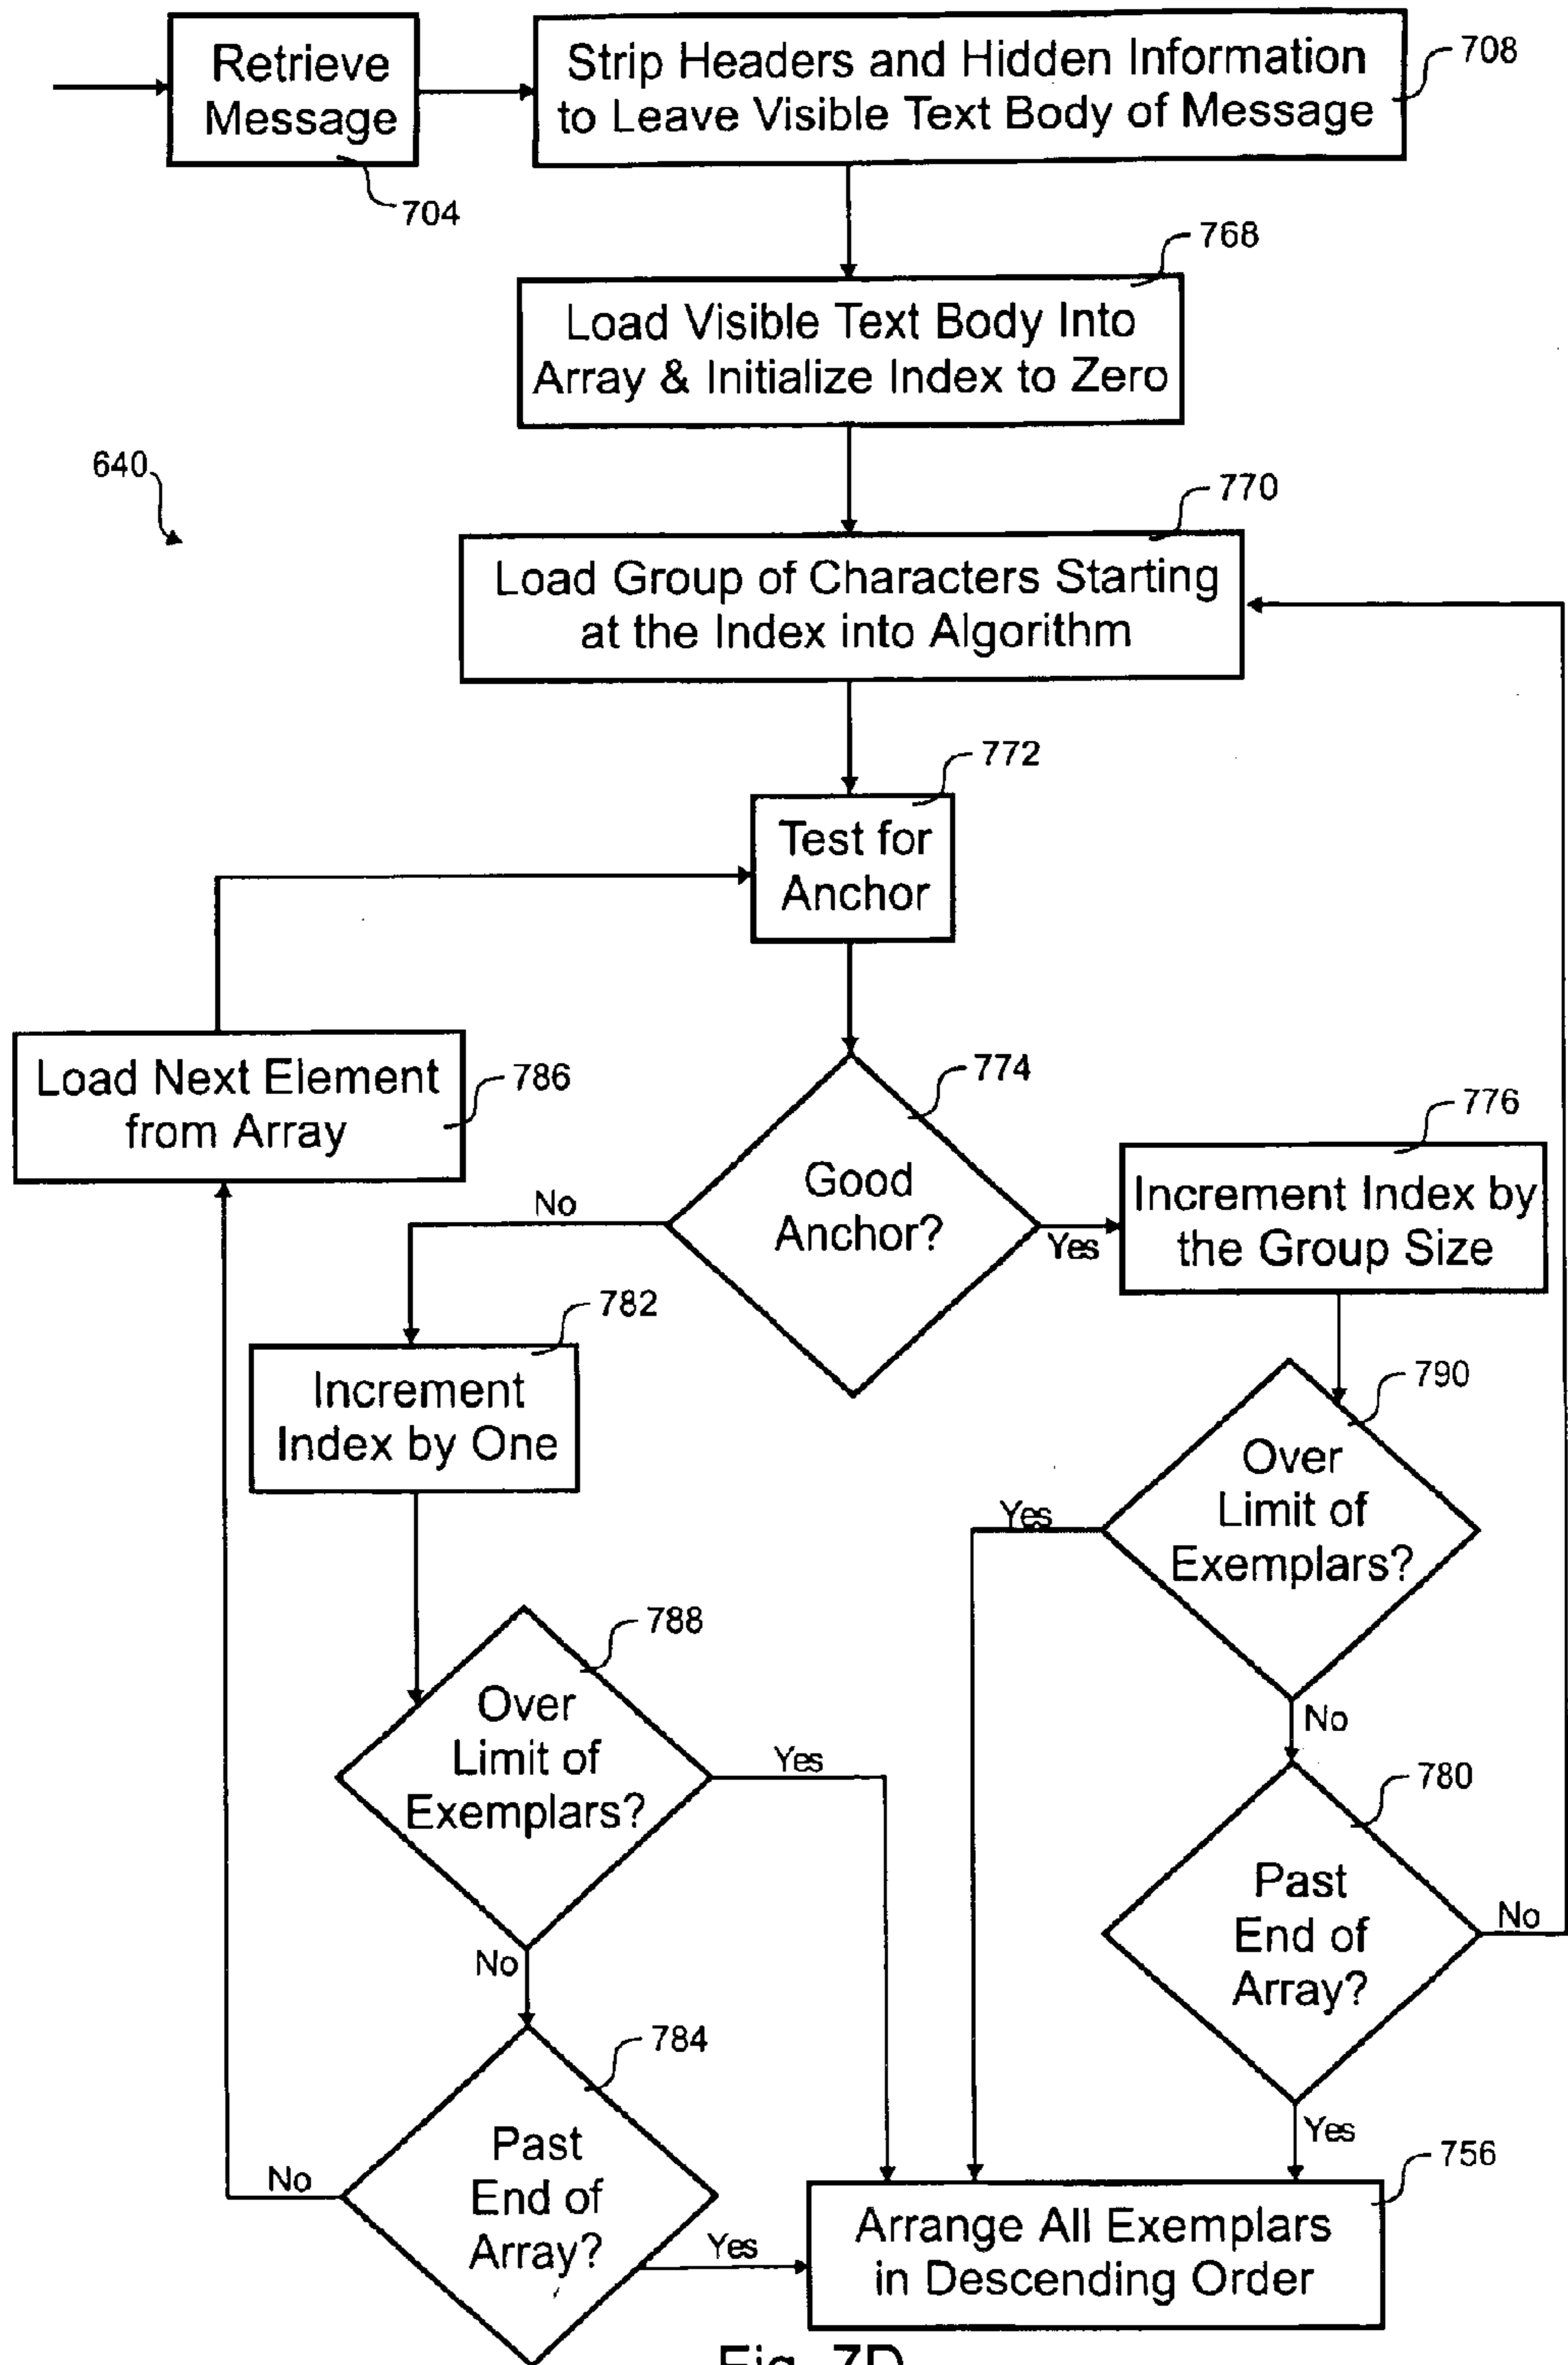 Retrieve
Message
704
Strip Headers and Hidden Information
to Leave Visible Text Body of Message
708
768
Load Visible Text Body Into
Array & Initialize Index to Zero
640
770
Load Group of Characters Starting
at the Index into Algorithm
772
Test for
Anchor
Load Next Element
from Array
786
774
Good
Anchor?
No
Yes
776
Increment Index by
the Group Size
782
Increment
Index by One
790
Over
Limit of
Exemplars?
Yes
No
788
Over
Limit of
Exemplars?
Yes
No
780
Past
End of
Array?
No
Yes
784
Past
End of
Array?
No
Yes
756
Arrange All Exemplars
in Descending Order
Fig. 7D